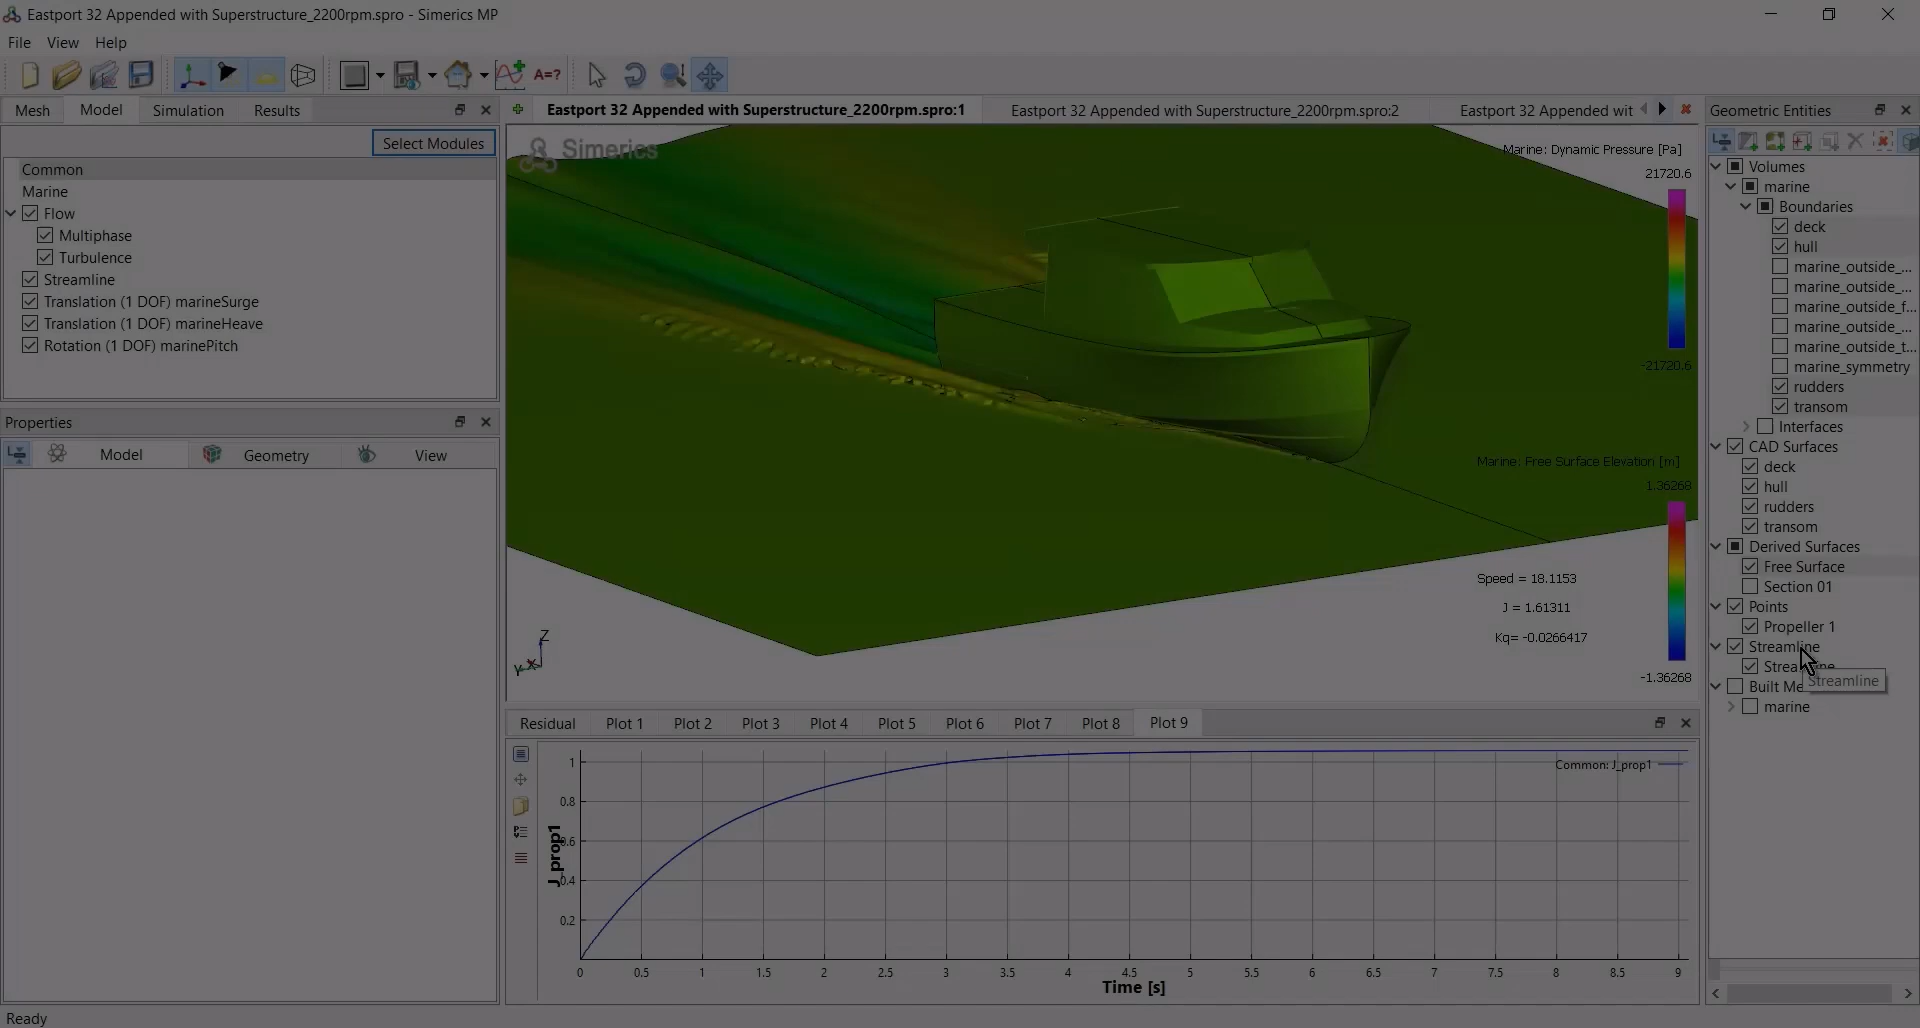 Eastport 32 Appended with Superstructure_2200rpm.spro - Simerics MP
File View Help
A=?
Mesh Model Simulation Results
Select Modules
Common
Marine
Flow
Multiphase
Turbulence
Streamline
Translation (1 DOF) marineSurge
Translation (1 DOF) marineHeave
Rotation (1 DOF) marinePitch
Properties
Model Geometry View
Eastport 32 Appended with Superstructure_2200rpm.spro:1 Eastport 32 Appended with Superstructure_2200rpm.spro:2 Eastport 32 Appended wit
Simerics
Marine: Dynamic Pressure [Pa]
21720.6
-21720.6
Marine: Free Surface Elevation [m]
1.36268
Speed = 18.1153
J = 1.61311
Kq= -0.0266417
-1.36268
Z
Y X
Residual Plot 1 Plot 2 Plot 3 Plot 4 Plot 5 Plot 6 Plot 7 Plot 8 Plot 9
Common: J_prop1
J_prop1
1
0.8
0.6
0.4
0.2
0 0.5 1 1.5 2 2.5 3 3.5 4 4.5 5 5.5 6 6.5 7 7.5 8 8.5 9
Time [s]
Geometric Entities
Volumes
marine
Boundaries
deck
hull
marine_outside_...
marine_outside_...
marine_outside_f...
marine_outside_...
marine_outside_t...
marine_symmetry
rudders
transom
Interfaces
CAD Surfaces
deck
hull
rudders
transom
Derived Surfaces
Free Surface
Section 01
Points
Propeller 1
Streamline
Streamline
Streamline
Built Me
marine
Ready